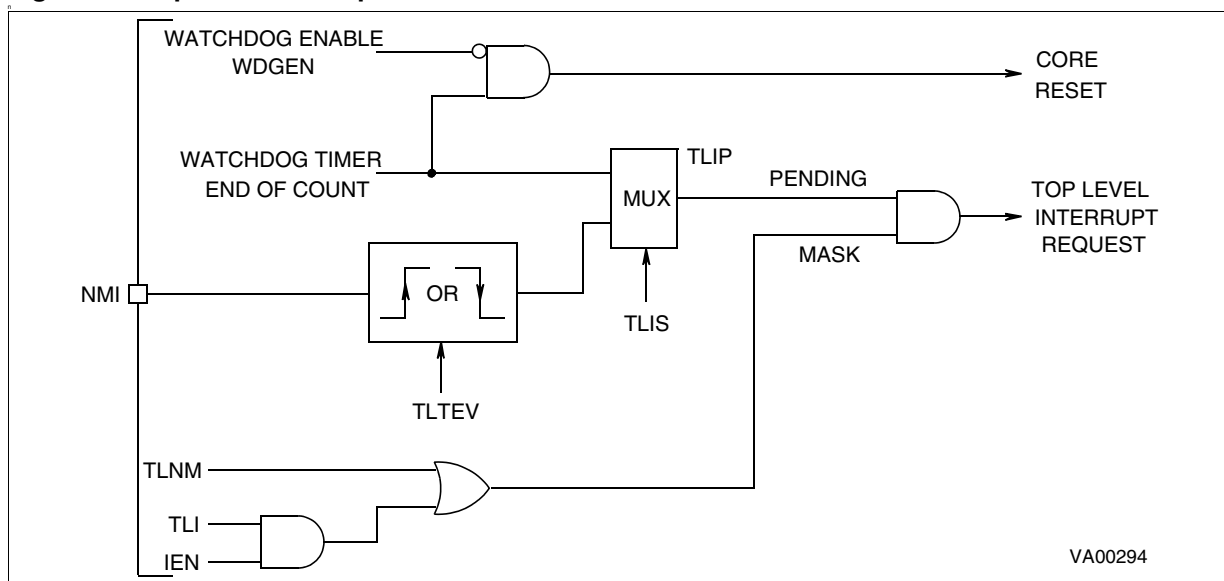 WATCHDOG ENABLE
WDGEN
CORE
RESET
WATCHDOG TIMER
END OF COUNT
TLIP
MUX
PENDING
TOP LEVEL
INTERRUPT
REQUEST
MASK
NMI
OR
TLIS
TLTEV
TLNM
TLI
IEN
VA00294